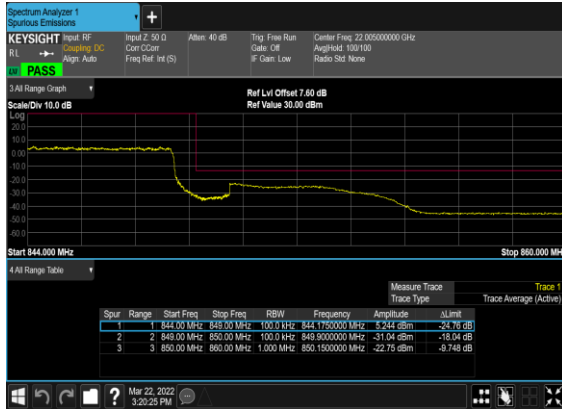 Spectrum Analyzer 1
Spurious Emissions
KEYSIGHT Input: RF Input Z: 50 Ω Atten: 40 dB Trig: Free Run Center Freq: 22.005000000 GHz
RL Coupling: DC Corr CCorr Gate: Off Avg|Hold: 100/100
Align: Auto Freq Ref: Int (S) IF Gain: Low Radio Std: None
PASS
3 All Range Graph
Ref Lvl Offset 7.60 dB
Scale/Div 10.0 dB Ref Value 30.00 dBm
Log
20.0
10.0
0.00
-10.0
-20.0
-30.0
-40.0
-50.0
-60.0
Start 844.000 MHz Stop 860.000 MH
4 All Range Table
Measure Trace Trace 1
Trace Type Trace Average (Active)
Spur Range Start Freq Stop Freq RBW Frequency Amplitude ΔLimit
1 1 844.00 MHz 849.00 MHz 100.0 kHz 844.1750000 MHz 5.244 dBm -24.76 dB
2 2 849.00 MHz 850.00 MHz 100.0 kHz 849.9000000 MHz -31.04 dBm -18.04 dB
3 3 850.00 MHz 860.00 MHz 1.000 MHz 850.1500000 MHz -22.75 dBm -9.748 dB
? Mar 22, 2022
3:20:25 PM